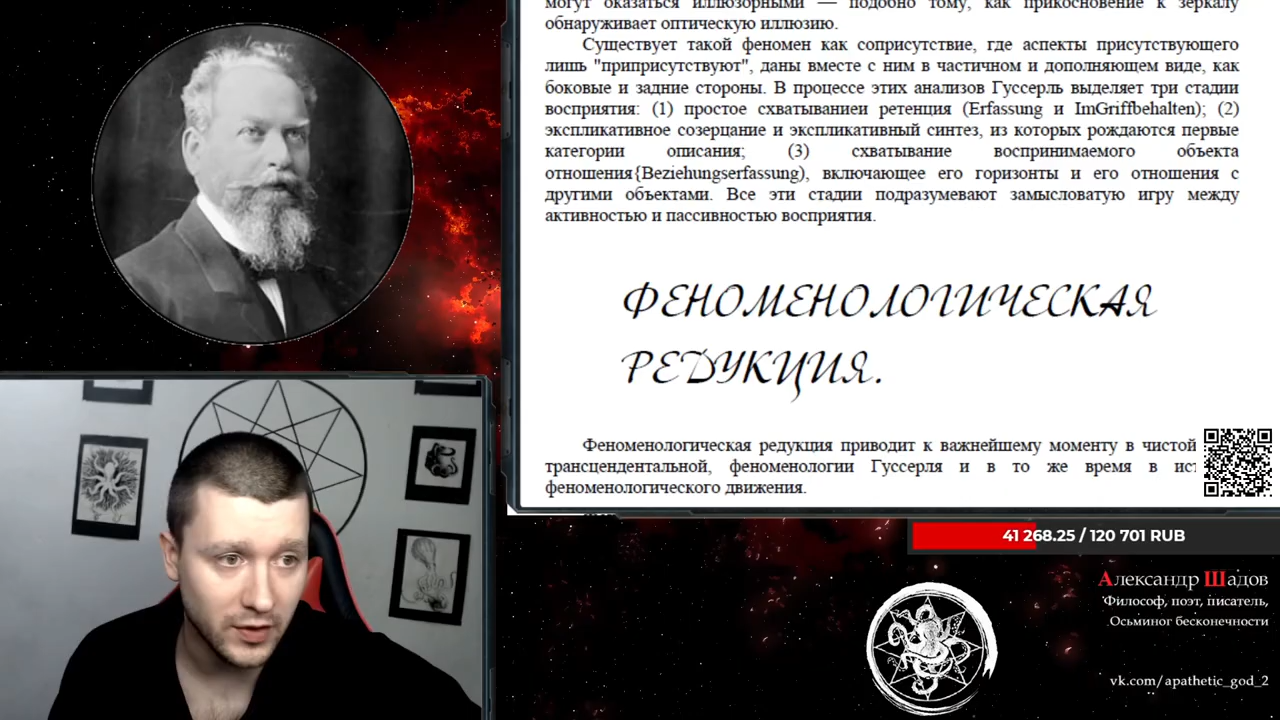 могут оказаться иллюзорными — подобно тому, как прикосновение к зеркалу
обнаруживает оптическую иллюзию.
Существует такой феномен как соприсутствие, где аспекты присутствующего
лишь "приприсутствуют", даны вместе с ним в частичном и дополняющем виде, как
боковые и задние стороны. В процессе этих анализов Гуссерль выделяет три стадии
восприятия: (1) простое схватываниеи ретенция (Erfassung и ImGriffbehalten); (2)
экспликативное созерцание и экспликативный синтез, из которых рождаются первые
категории описания; (3) схватывание воспринимаемого объекта
отношения{Beziehungserfassung), включающее его горизонты и его отношения с
другими объектами. Все эти стадии подразумевают замысловатую игру между
активностью и пассивностью восприятия.
ФЕНОМЕНОЛОГИЧЕСКАЯ
РЕДУКЦИЯ.
Феноменологическая редукция приводит к важнейшему моменту в чистой
трансцендентальной, феноменологии Гуссерля и в то же время в ист
феноменологического движения.
41 268.25 / 120 701 RUB
Александр Шадов
Философ, поэт, писатель,
Осьминог бесконечности
vk.com/apathetic_god_2